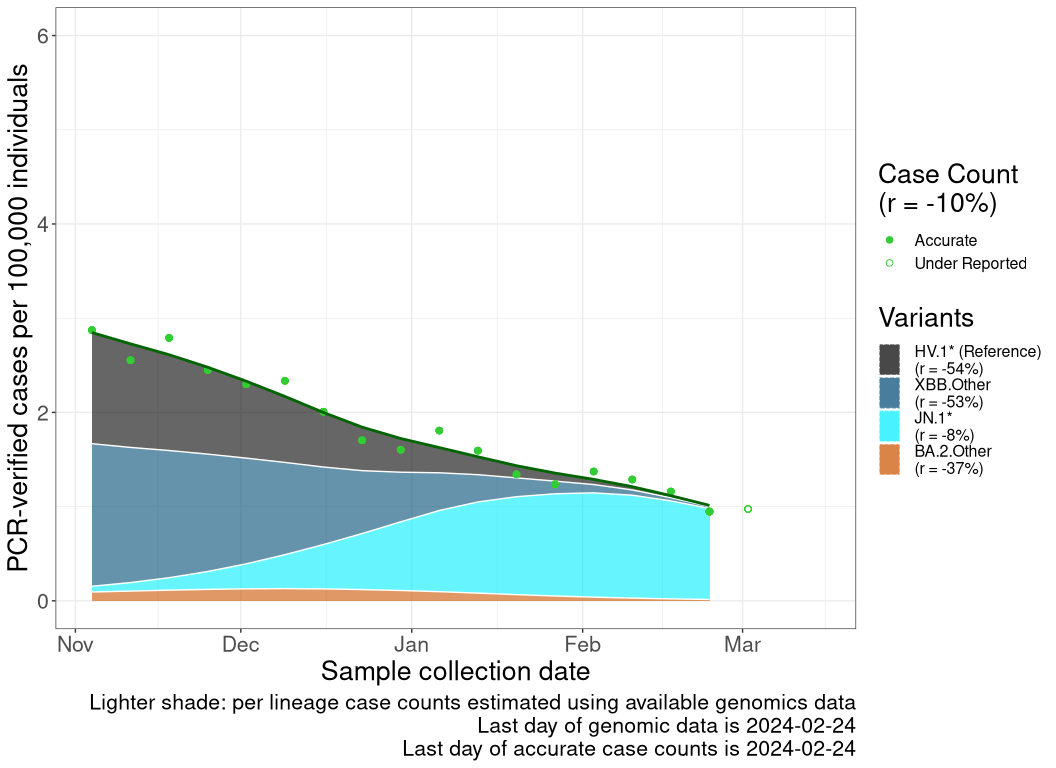 PCR-verified cases per 100,000 individuals
6
4
2
0
Nov Dec Jan Feb Mar
Sample collection date
Lighter shade: per lineage case counts estimated using available genomics data
Last day of genomic data is 2024-02-24
Last day of accurate case counts is 2024-02-24
Case Count
(r = -10%)
Accurate
Under Reported
Variants
HV.1* (Reference)
(r = -54%)
XBB.Other
(r = -53%)
JN.1*
(r = -8%)
BA.2.Other
(r = -37%)